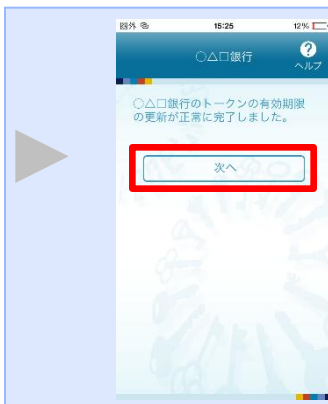 圏外 15:25 12%
○△□銀行
?
ヘルプ
○△□銀行のトークンの有効期限
の更新が正常に完了しました。
次へ